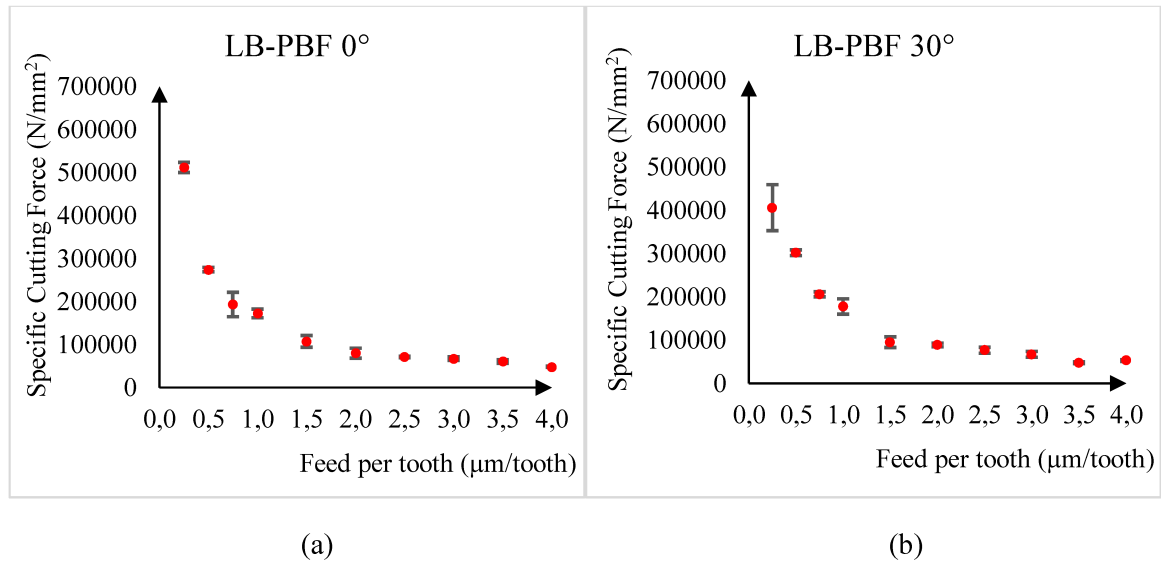 LB-PBF 0°
Specific Cutting Force (N/mm²)
700000
600000
500000
400000
300000
200000
100000
0
0,0 0,5 1,0 1,5 2,0 2,5 3,0 3,5 4,0
Feed per tooth (μm/tooth)
(a)
LB-PBF 30°
Specific Cutting Force (N/mm²)
700000
600000
500000
400000
300000
200000
100000
0
0,0 0,5 1,0 1,5 2,0 2,5 3,0 3,5 4,0
Feed per tooth (μm/tooth)
(b)